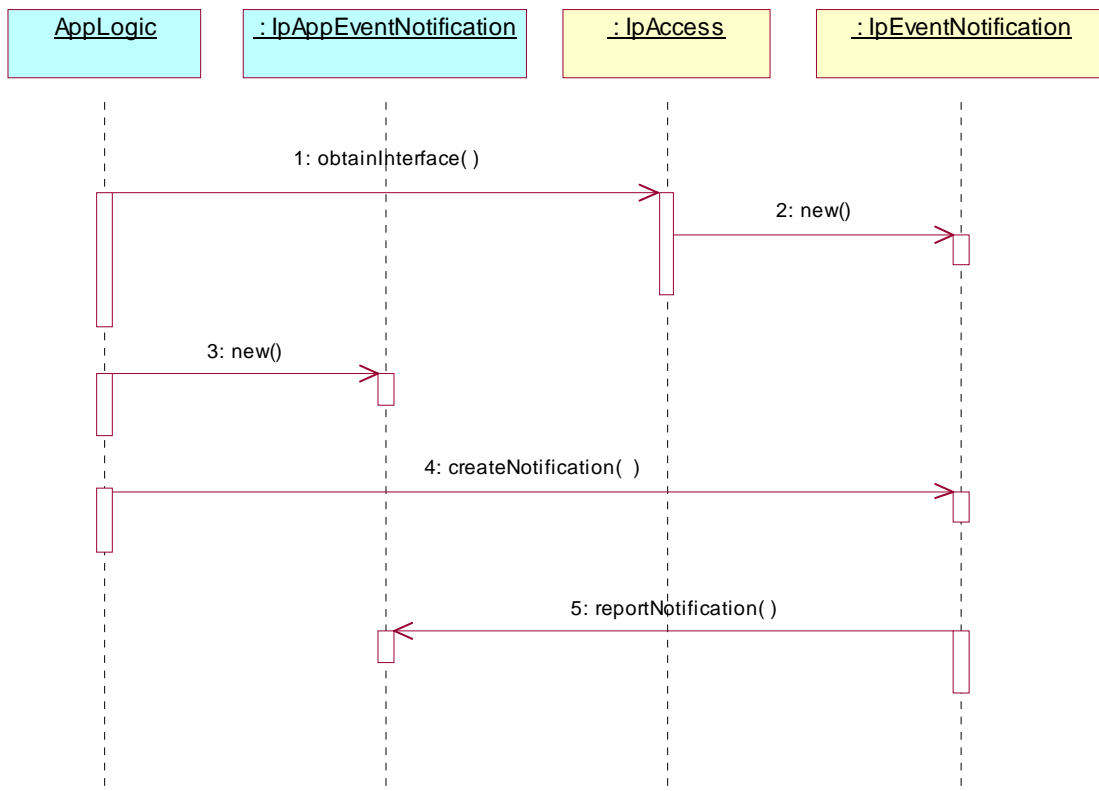 AppLogic
: IpAppEventNotification
: IpAccess
: IpEventNotification
1: obtainInterface( )
2: new()
3: new()
4: createNotification(  )
5: reportNotification( )